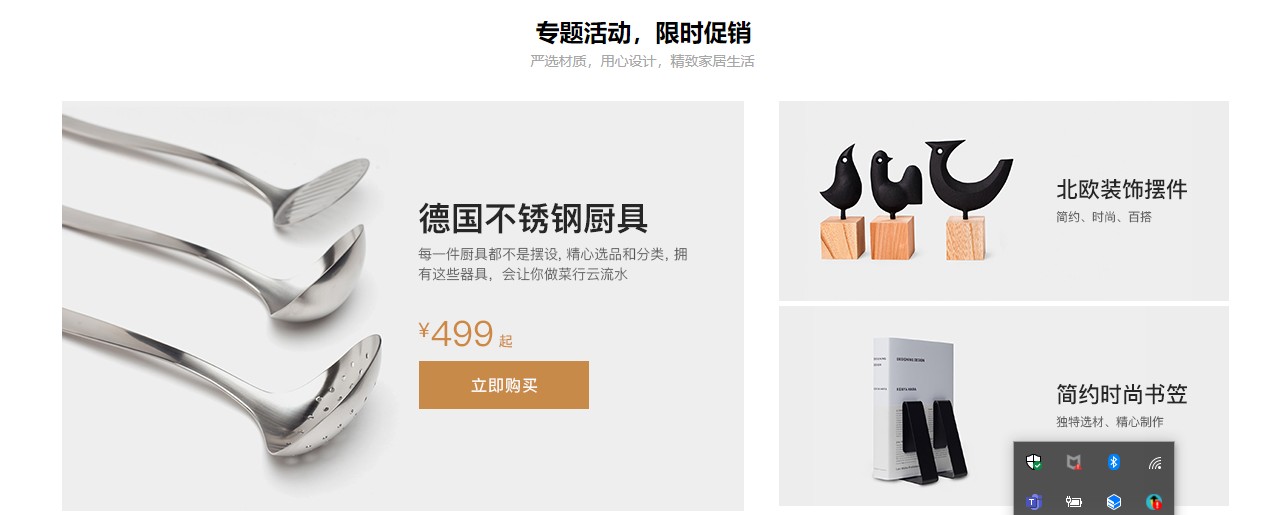 专题活动，限时促销
严选材质，用心设计，精致家居生活
德国不锈钢厨具
每一件厨具都不是摆设, 精心选品和分类, 拥
有这些器具，会让你做菜行云流水
¥499 起
立即购买
北欧装饰摆件
简约、时尚、百搭
简约时尚书笠
独特选材、精心制作